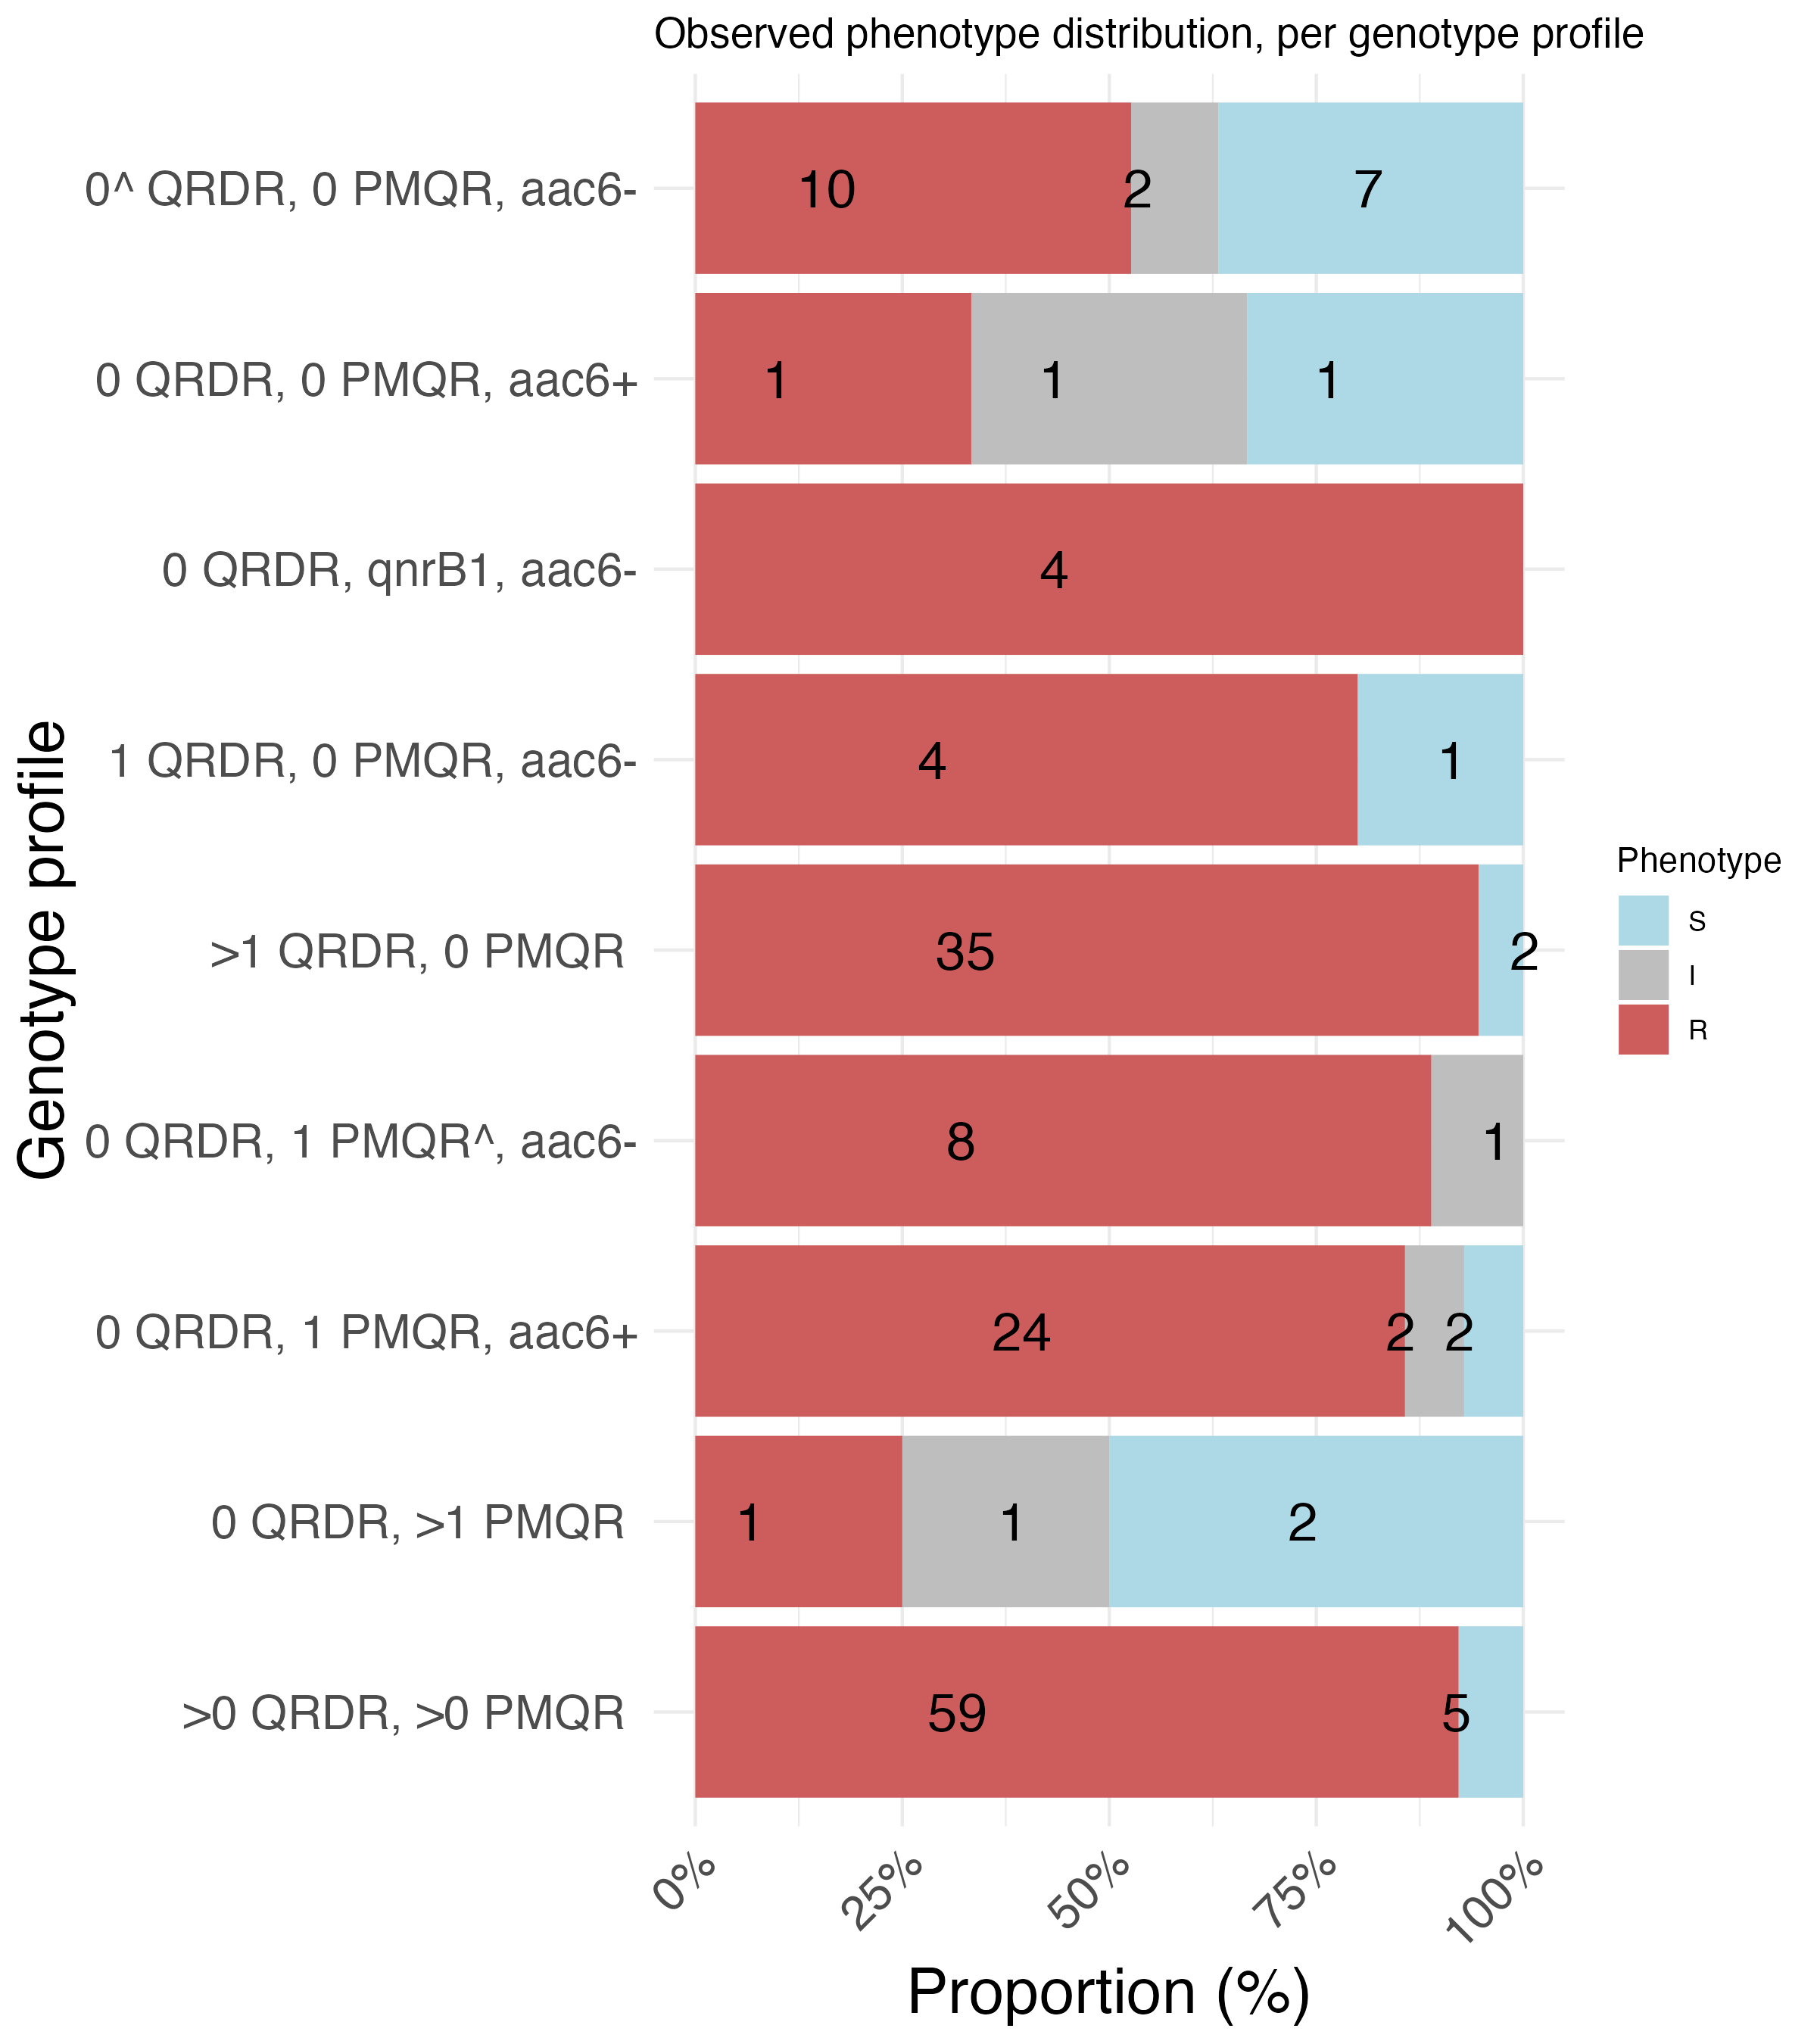 Observed phenotype distribution, per genotype profile
Genotype profile
0^ QRDR, 0 PMQR, aac6-
10 2 7
0 QRDR, 0 PMQR, aac6+
1 1 1
0 QRDR, qnrB1, aac6-
4
1 QRDR, 0 PMQR, aac6-
4 1
>1 QRDR, 0 PMQR
35 2
0 QRDR, 1 PMQR^, aac6-
8 1
0 QRDR, 1 PMQR, aac6+
24 2 2
0 QRDR, >1 PMQR
1 1 2
>0 QRDR, >0 PMQR
59 5
0% 25% 50% 75% 100%
Proportion (%)
Phenotype
S
I
R